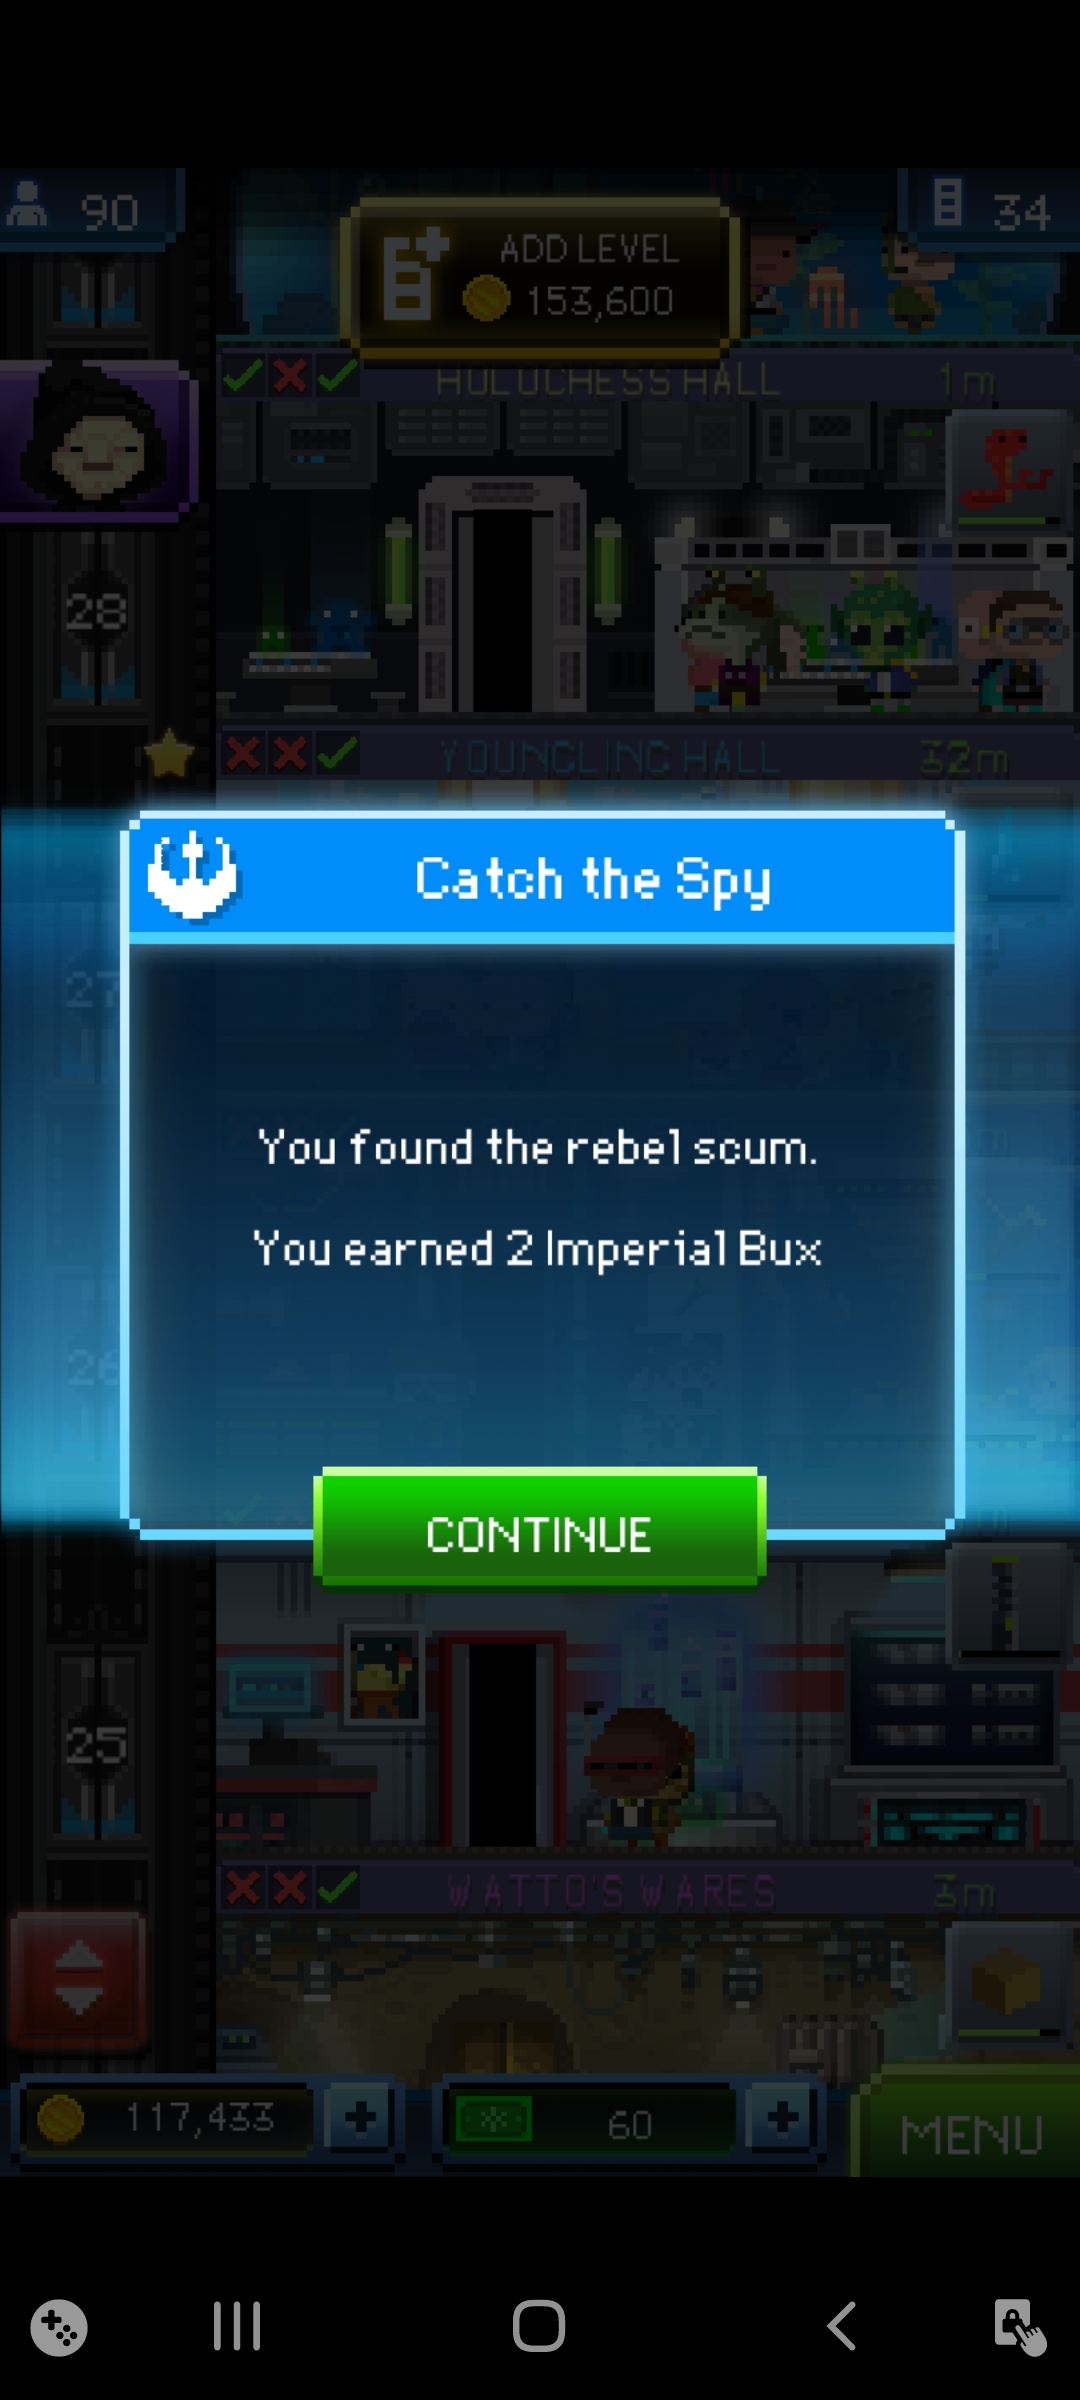 90
34
ADD LEVEL
153,600
HOLOCHESS HALL
1m
28
YOUNGLING HALL
32m
Catch the Spy
27
You found the rebel scum.
You earned 2 Imperial Bux
26
CONTINUE
25
WATTO'S WARES
3m
117,433
60
MENU